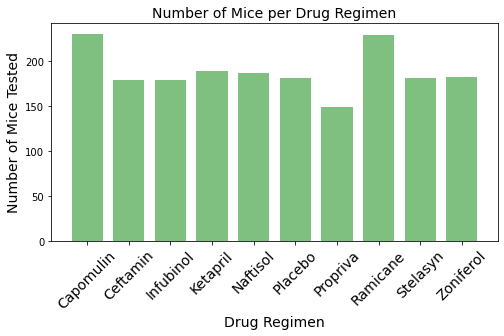 Number of Mice per Drug Regimen
Number of Mice Tested
200
150
100
50
0
Capomulin
Ceftamin
Infubinol
Ketapril
Naftisol
Placebo
Propriva
Ramicane
Stelasyn
Zoniferol
Drug Regimen